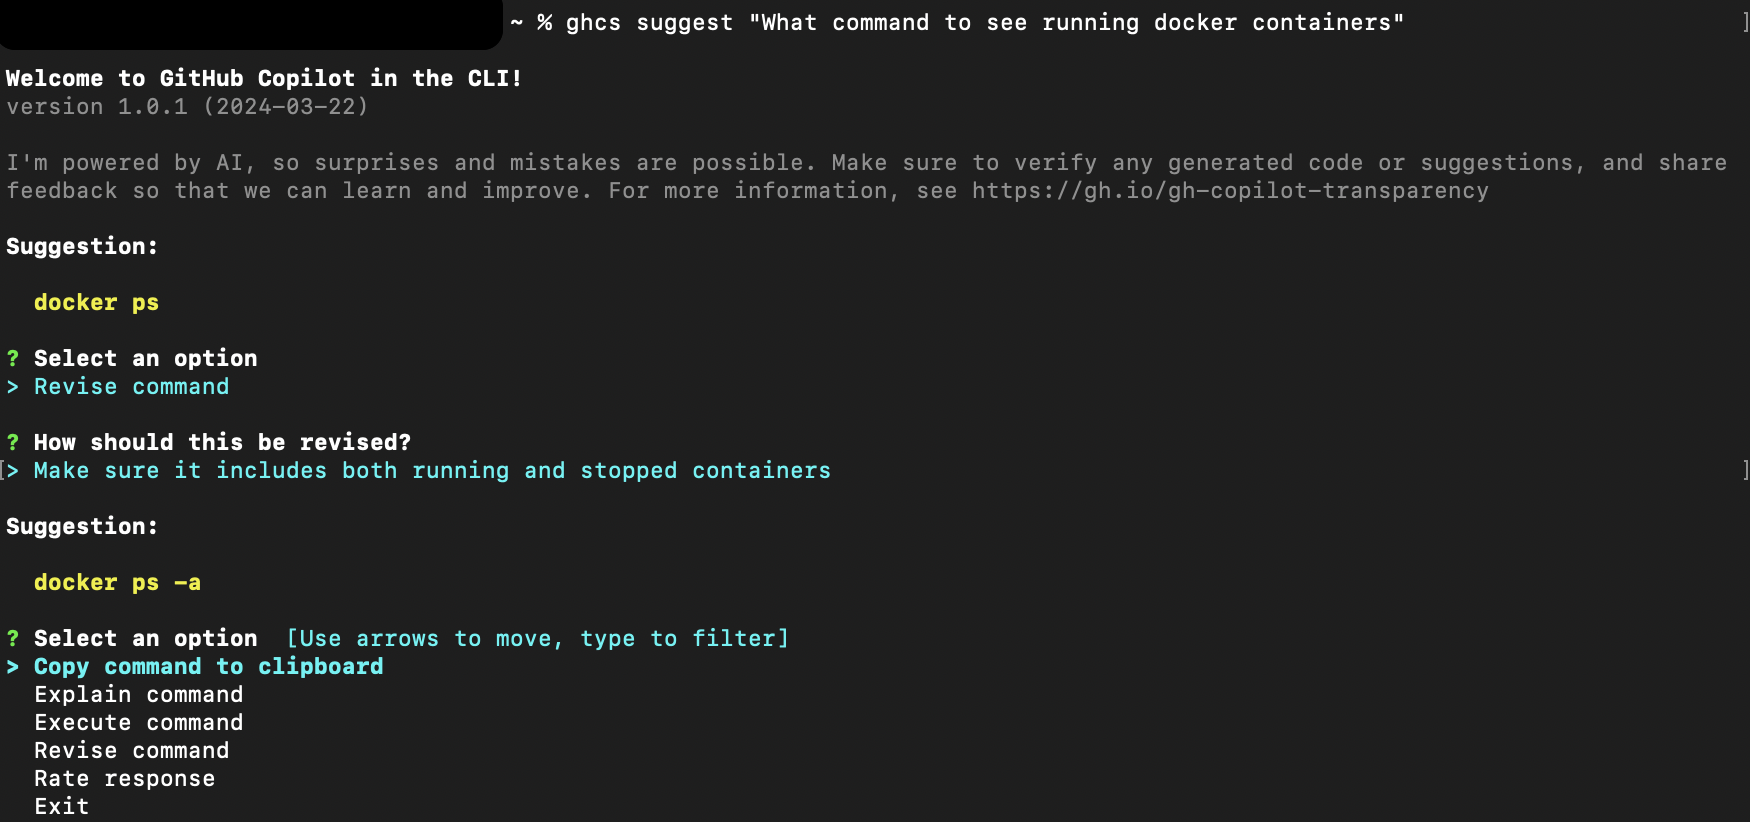 ~ % ghcs suggest "What command to see running docker containers" ]
Welcome to GitHub Copilot in the CLI!
version 1.0.1 (2024-03-22)
I'm powered by AI, so surprises and mistakes are possible. Make sure to verify any generated code or suggestions, and share
feedback so that we can learn and improve. For more information, see https://gh.io/gh-copilot-transparency
Suggestion:
docker ps
? Select an option
> Revise command
? How should this be revised?
[> Make sure it includes both running and stopped containers ]
Suggestion:
docker ps -a
? Select an option [Use arrows to move, type to filter]
> Copy command to clipboard
Explain command
Execute command
Revise command
Rate response
Exit